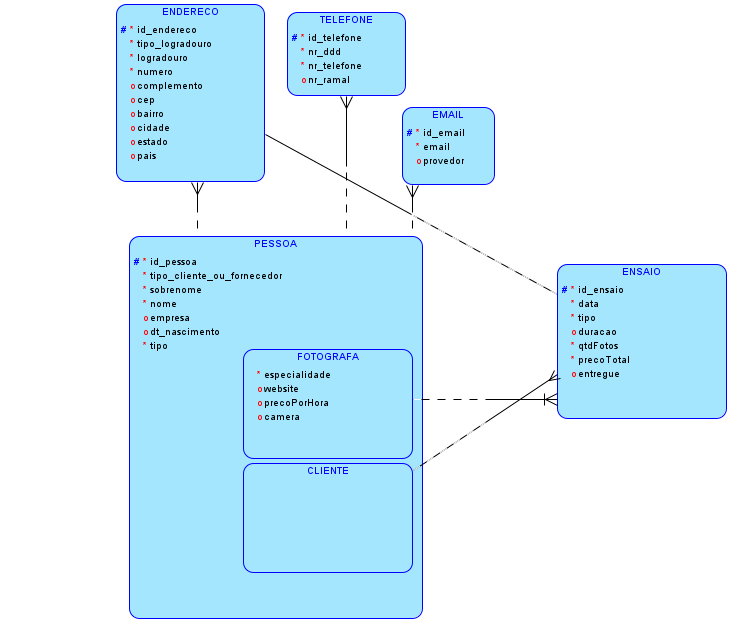 ENDERECO
# * id_endereco
* tipo_logradouro
* logradouro
* numero
o complemento
o cep
o bairro
o cidade
o estado
o pais
TELEFONE
# * id_telefone
* nr_ddd
* nr_telefone
o nr_ramal
EMAIL
# * id_email
* email
o provedor
PESSOA
# * id_pessoa
* tipo_cliente_ou_fornecedor
* sobrenome
* nome
o empresa
o dt_nascimento
* tipo
FOTOGRAFA
* especialidade
o website
o precoPorHora
o camera
CLIENTE
ENSAIO
# * id_ensaio
* data
* tipo
o duracao
* qtdFotos
* precoTotal
o entregue